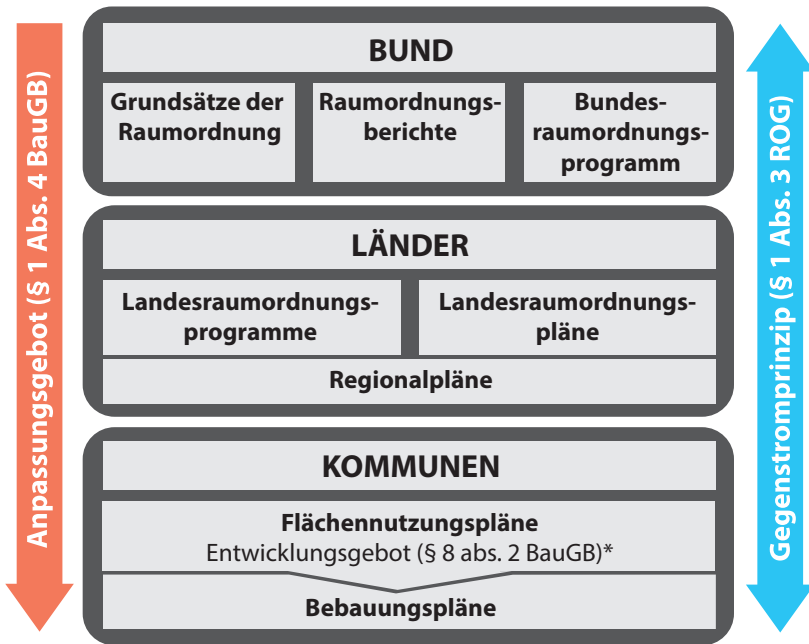 Anpassungsgebot (§ 1 Abs. 4 BauGB)
BUND
Grundsätze der
Raumordnung
Raumordnungs-
berichte
Bundes-
raumordnungs-
programm
LÄNDER
Landesraumordnungs-
programme
Landesraumordnungs-
pläne
Regionalpläne
KOMMUNEN
Flächennutzungspläne
Entwicklungsgebot (§ 8 abs. 2 BauGB)*
Bebauungspläne
Gegenstromprinzip (§ 1 Abs. 3 ROG)